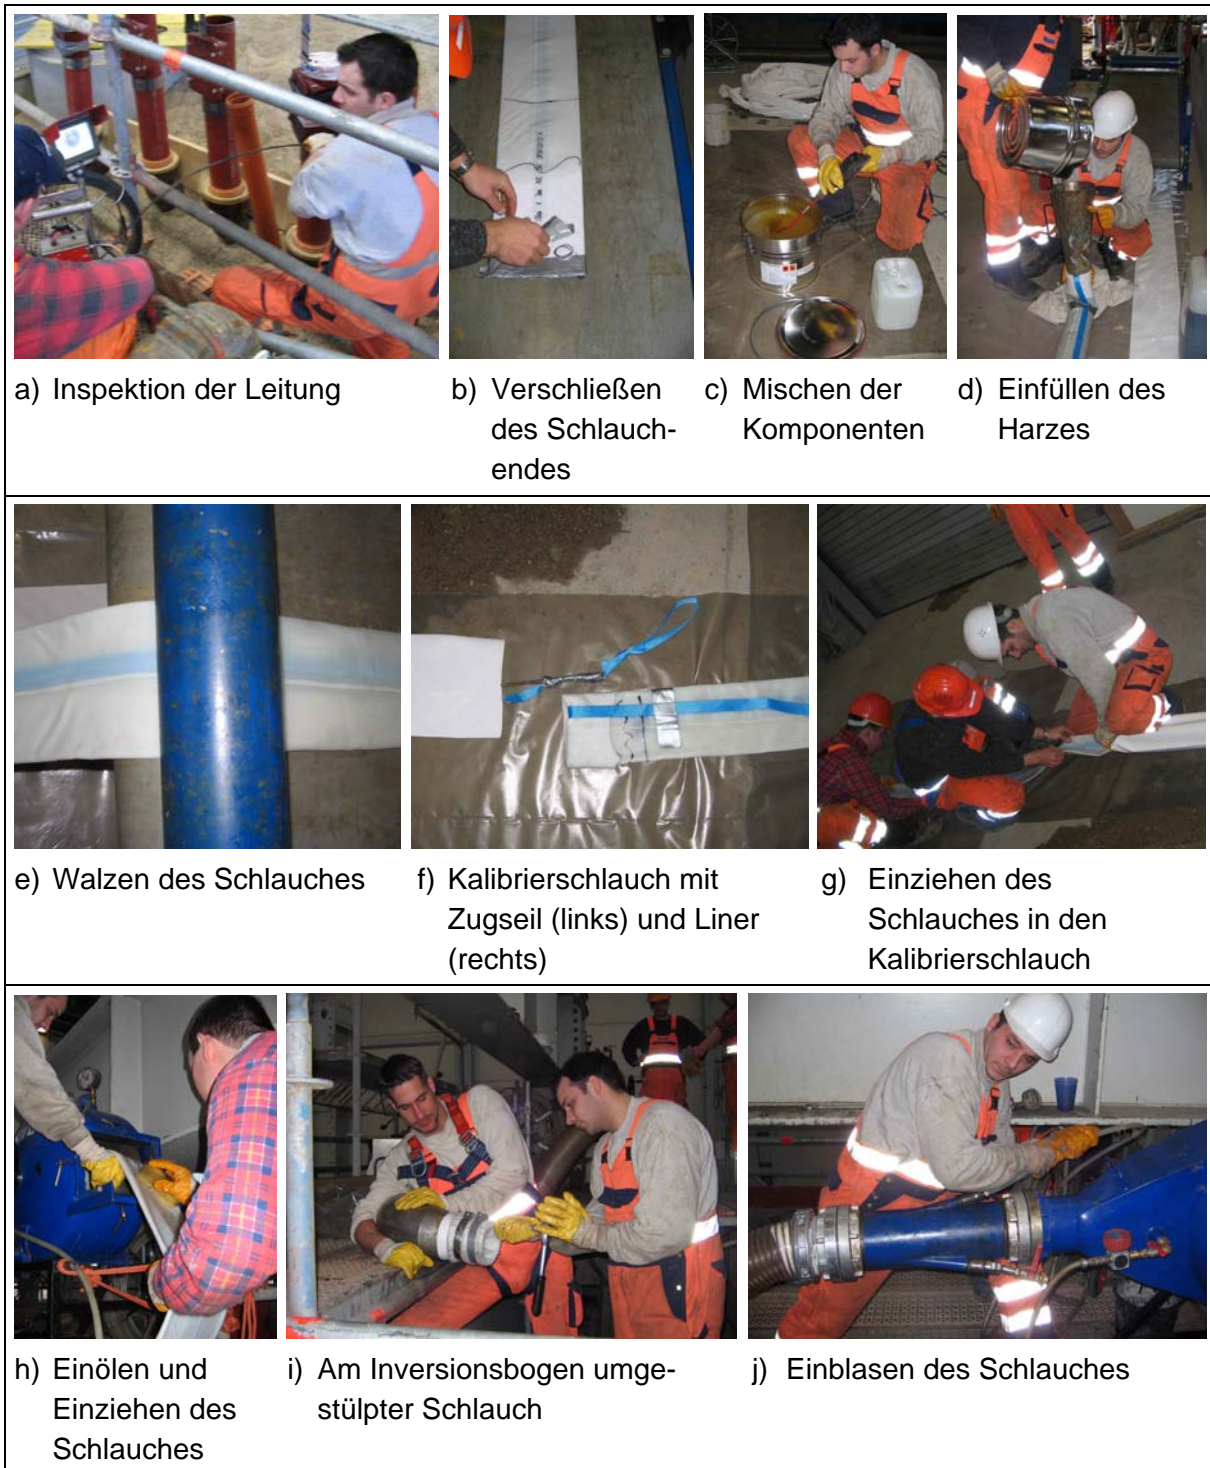 a) Inspektion der Leitung
b) Verschließen
des Schlauch-
endes
c) Mischen der
Komponenten
d) Einfüllen des
Harzes
e) Walzen des Schlauches
f) Kalibrierschlauch mit
Zugseil (links) und Liner
(rechts)
g) Einziehen des
Schlauches in den
Kalibrierschlauch
h) Einölen und
Einziehen des
Schlauches
i) Am Inversionsbogen umge-
stülpter Schlauch
j) Einblasen des Schlauches